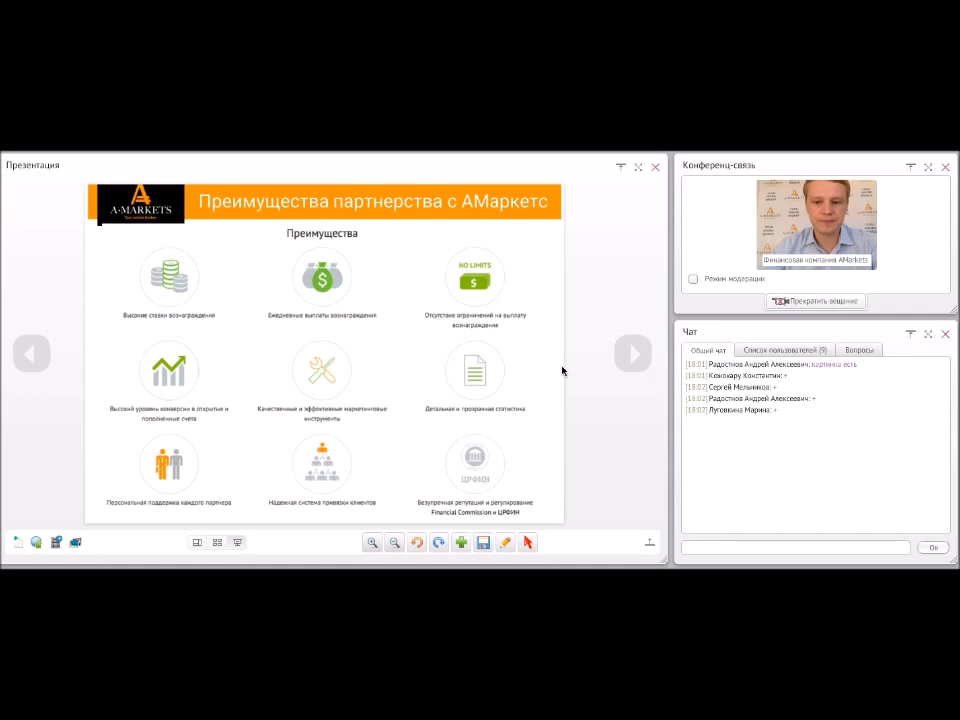 Презентация
A·MARKETS
Преимущества партнерства с АМаркетс
Преимущества
Высокие ставки вознаграждения
Ежедневные выплаты вознаграждения
NO LIMITS
$
Отсутствие ограничений на выплату
вознаграждения
Высокий уровень конверсии в открытые и
пополненные счета
Качественные и эффективные маркетинговые
инструменты
Детальная и прозрачная статистика
Персональная поддержка каждого партнера
Надежная система привязки клиентов
ЦРФИН
Безупречная репутация и регулирование
Financial Commission и ЦРФИН
Конференц-связь
Финансовая компания AMarkets
Режим модерации
Прекратить вещание
Чат
Общий чат
Список пользователей (9)
Вопросы
[18:01] Радостнов Андрей Алексеевич: картинка есть
[18:01] Кожокару Константин: +
[18:02] Сергей Мельников: +
[18:02] Радостнов Андрей Алексеевич: +
[18:02] Луговкина Марина: +
Ок